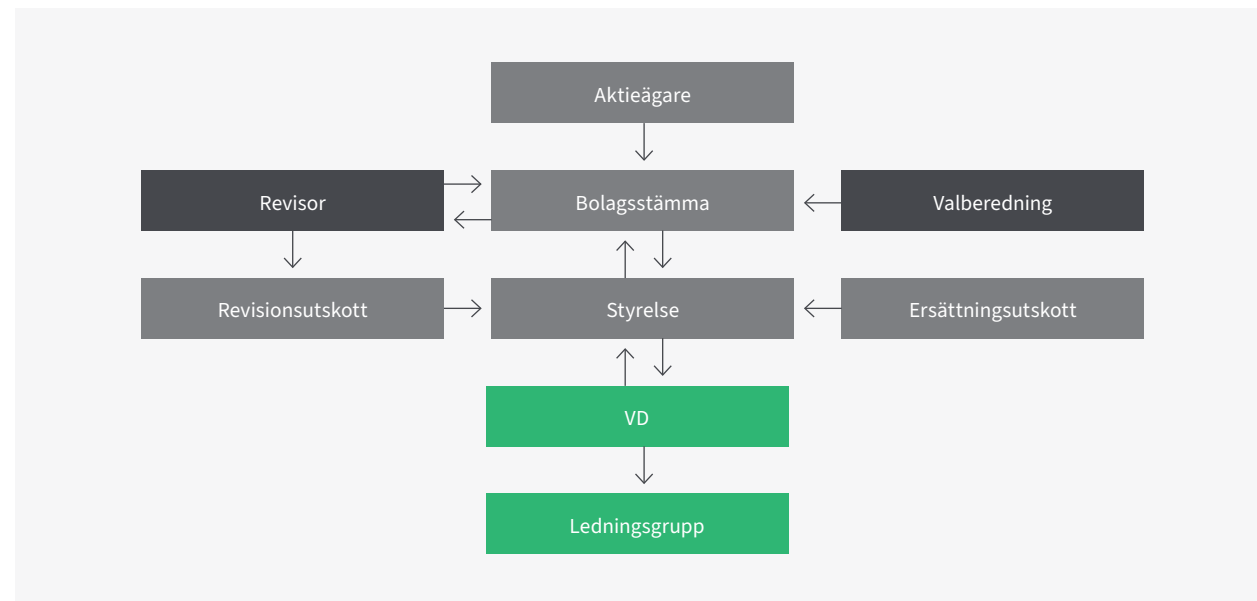 Aktieägare
Revisor
Bolagsstämma
Valberedning
Revisionsutskott
Styrelse
Ersättningsutskott
VD
Ledningsgrupp